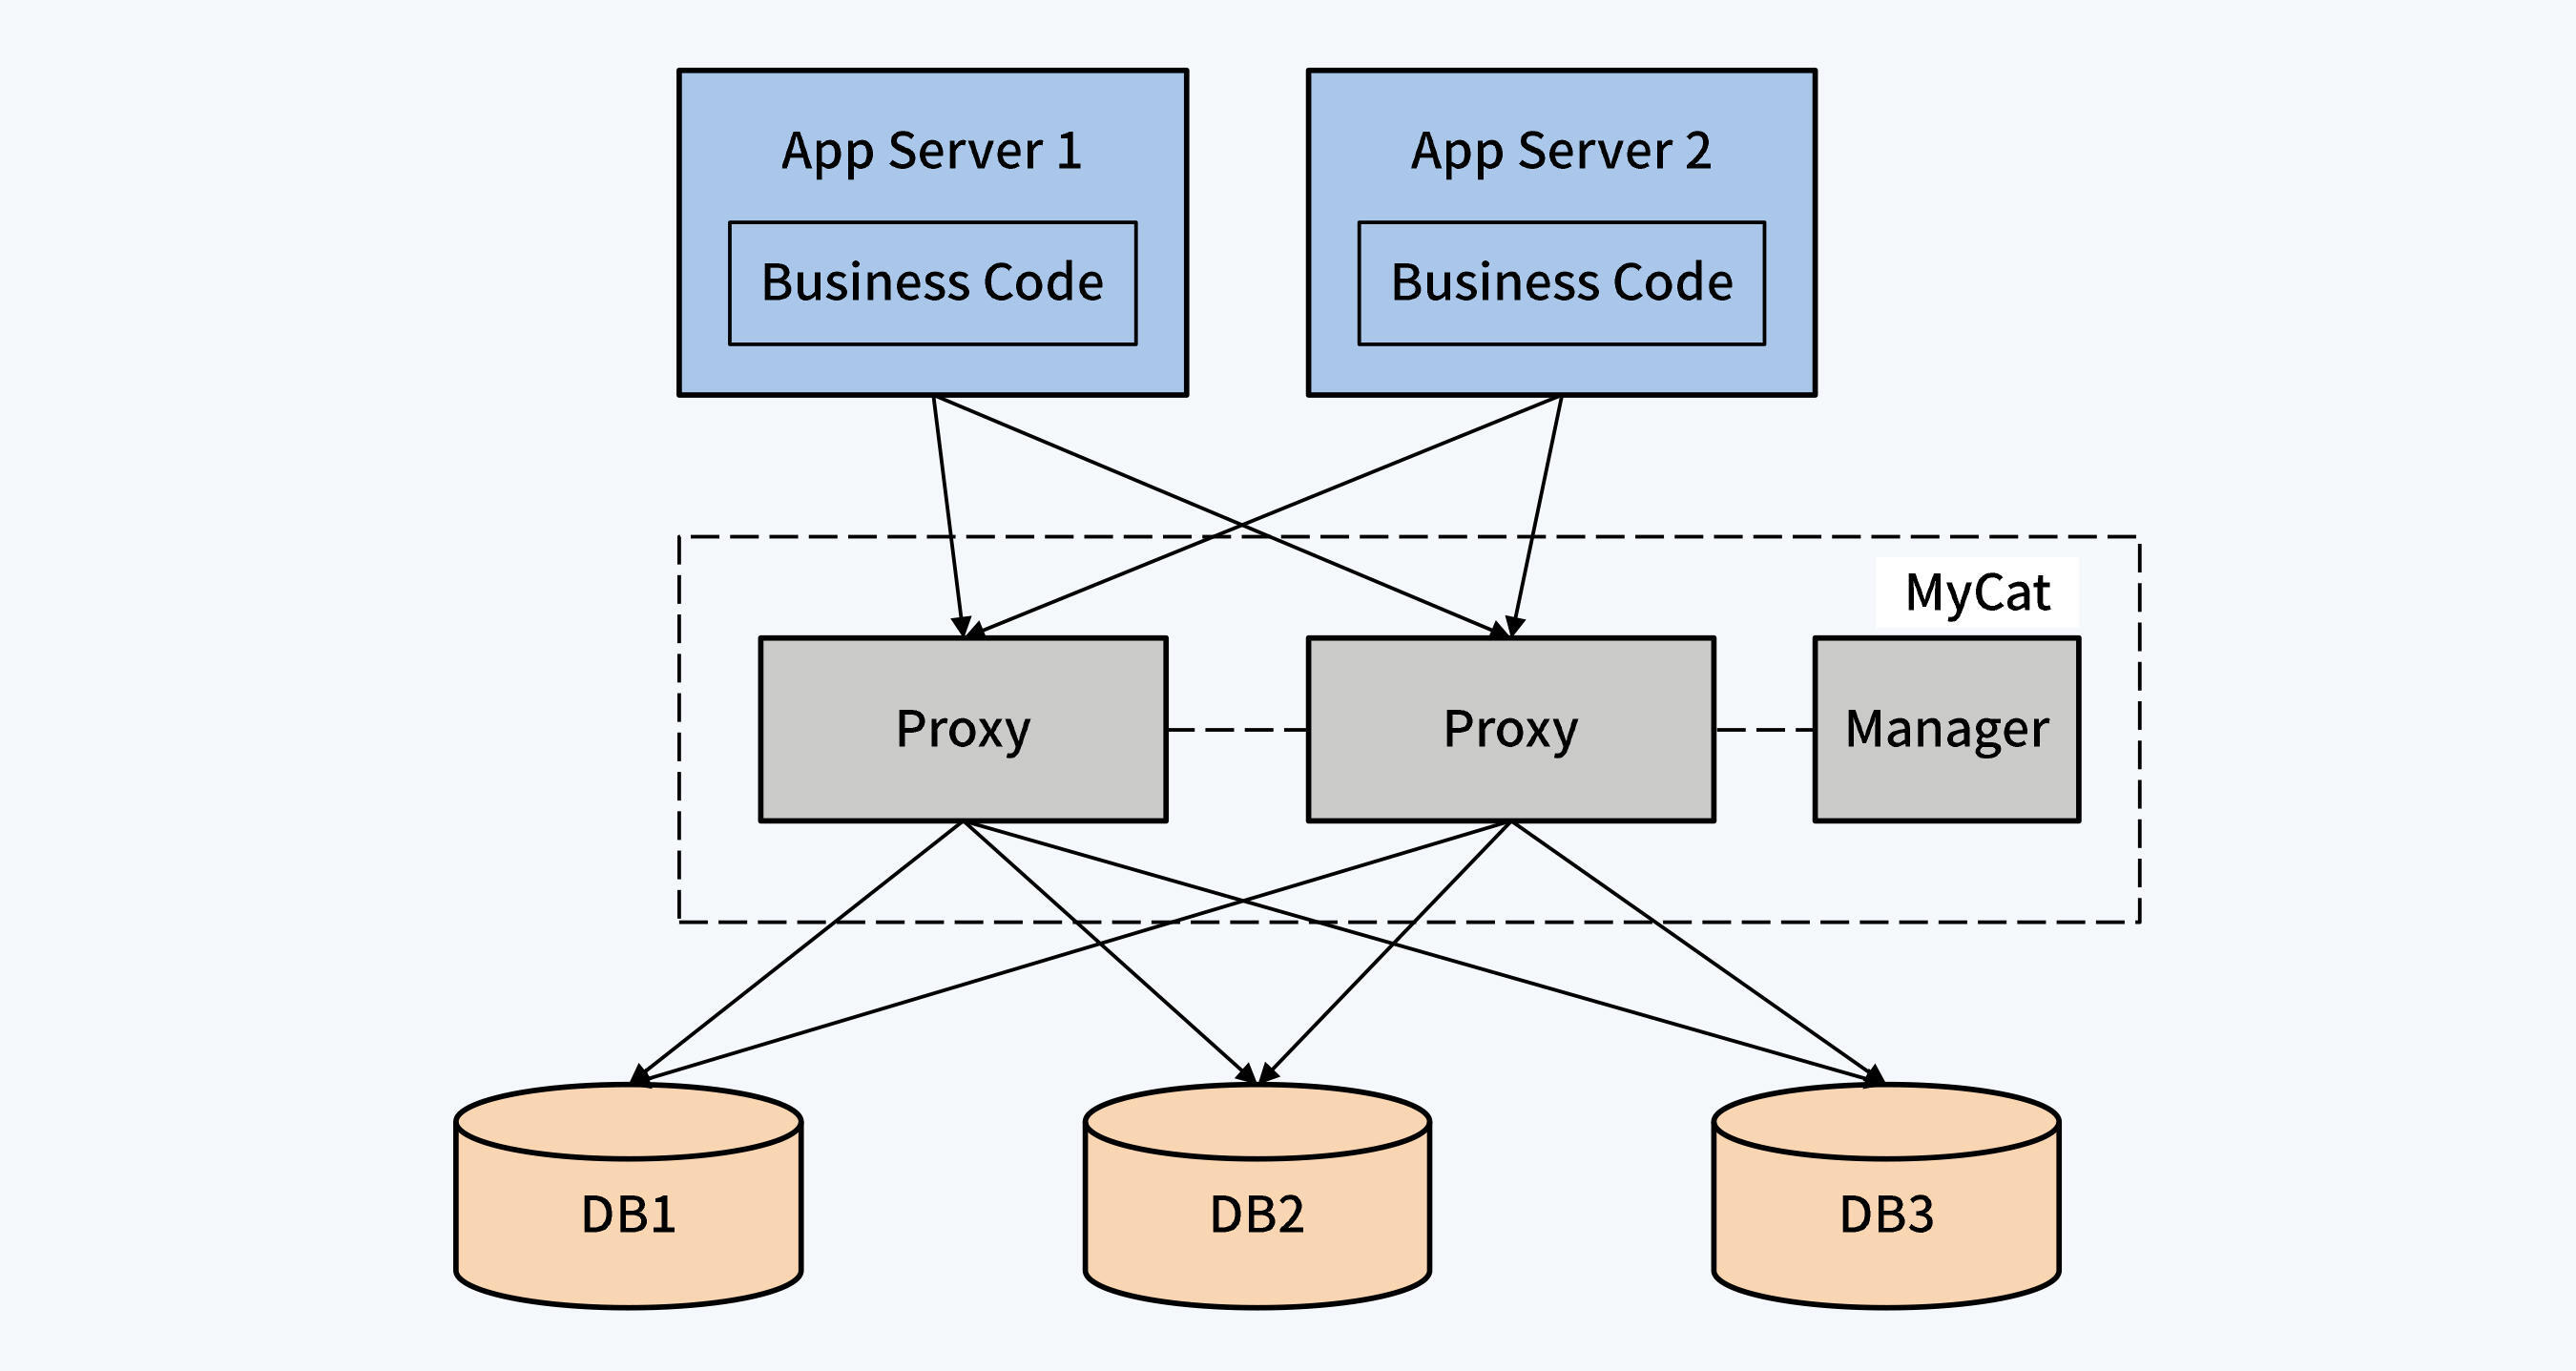 App Server 1
App Server 2
Business Code
Business Code
MyCat
Proxy
Proxy
Manager
DB1
DB2
DB3